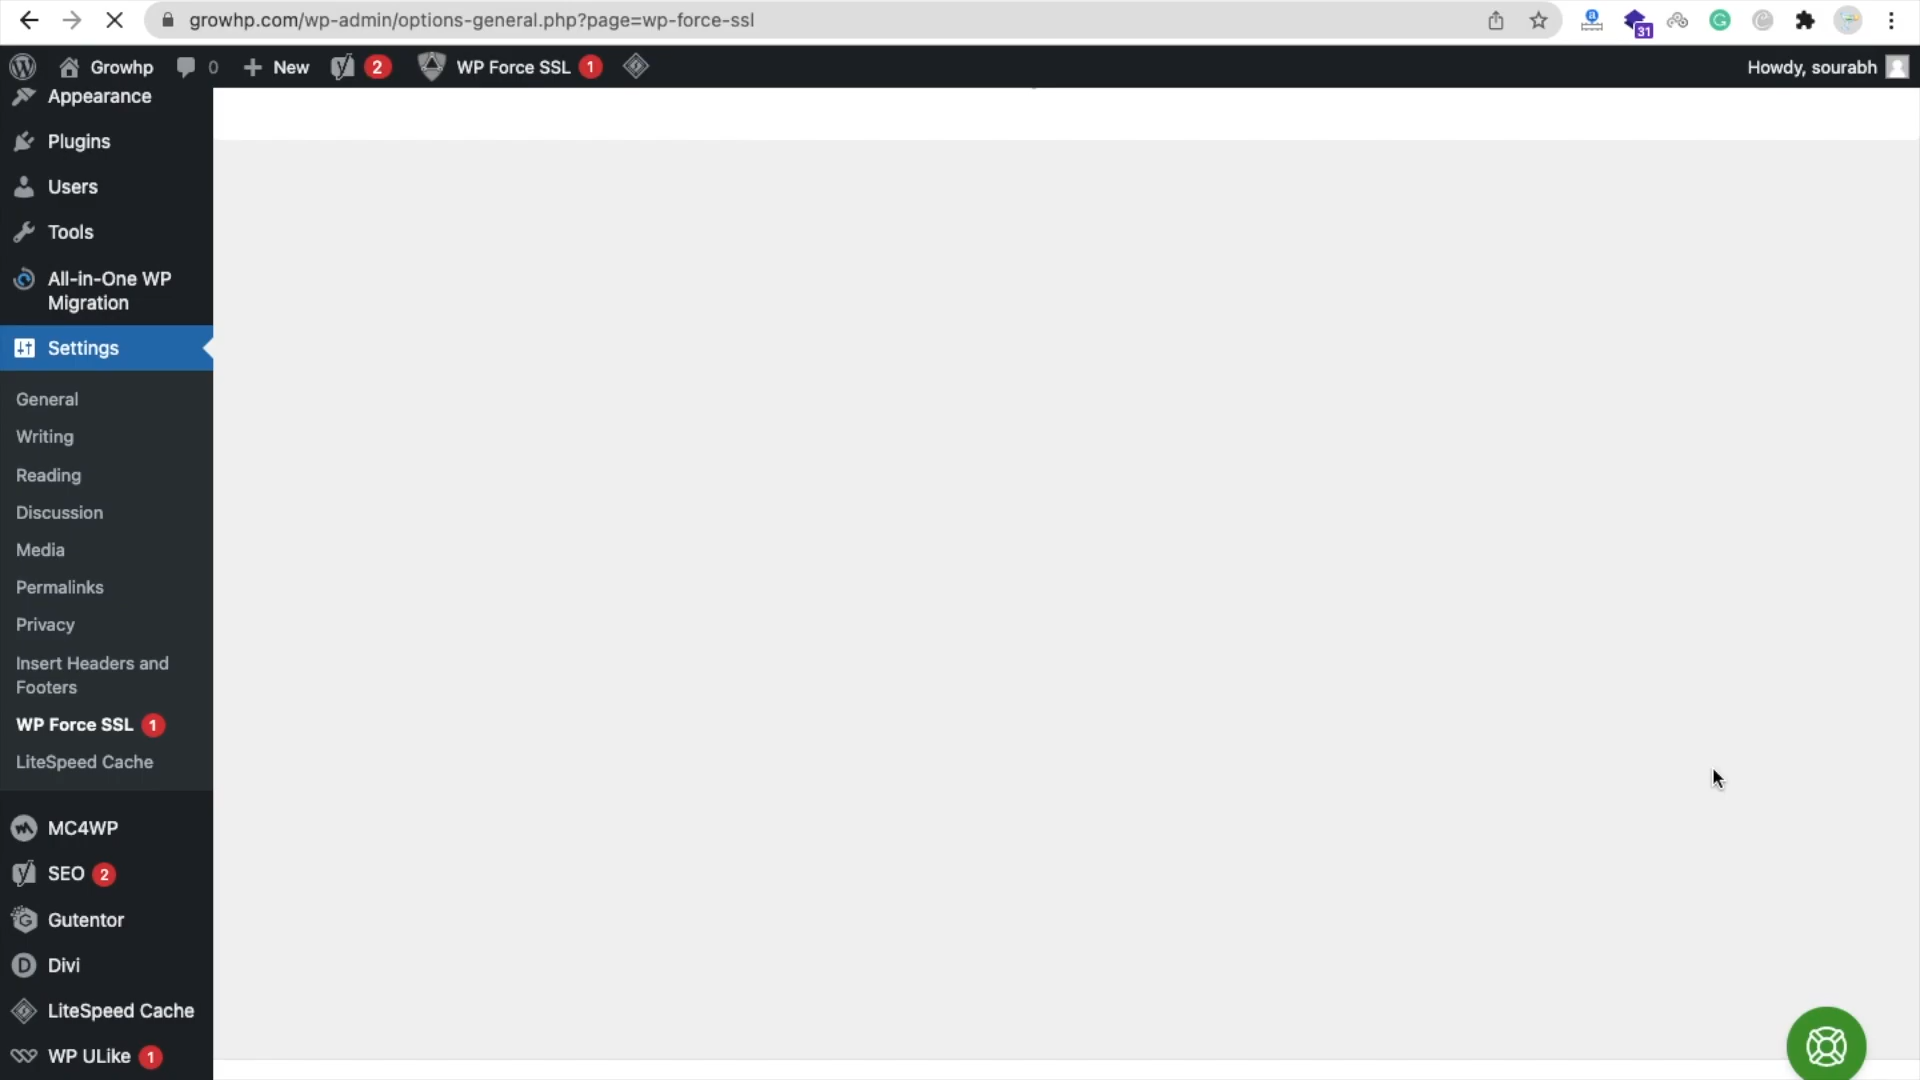 growhp.com/wp-admin/options-general.php?page=wp-force-ssl
31
Growhp 0 New 2 WP Force SSL 1
Howdy, sourabh
Appearance
Plugins
Users
Tools
All-in-One WP
Migration
Settings
General
Writing
Reading
Discussion
Media
Permalinks
Privacy
Insert Headers and
Footers
WP Force SSL 1
LiteSpeed Cache
MC4WP
SEO 2
Gutentor
Divi
LiteSpeed Cache
WP ULike 1